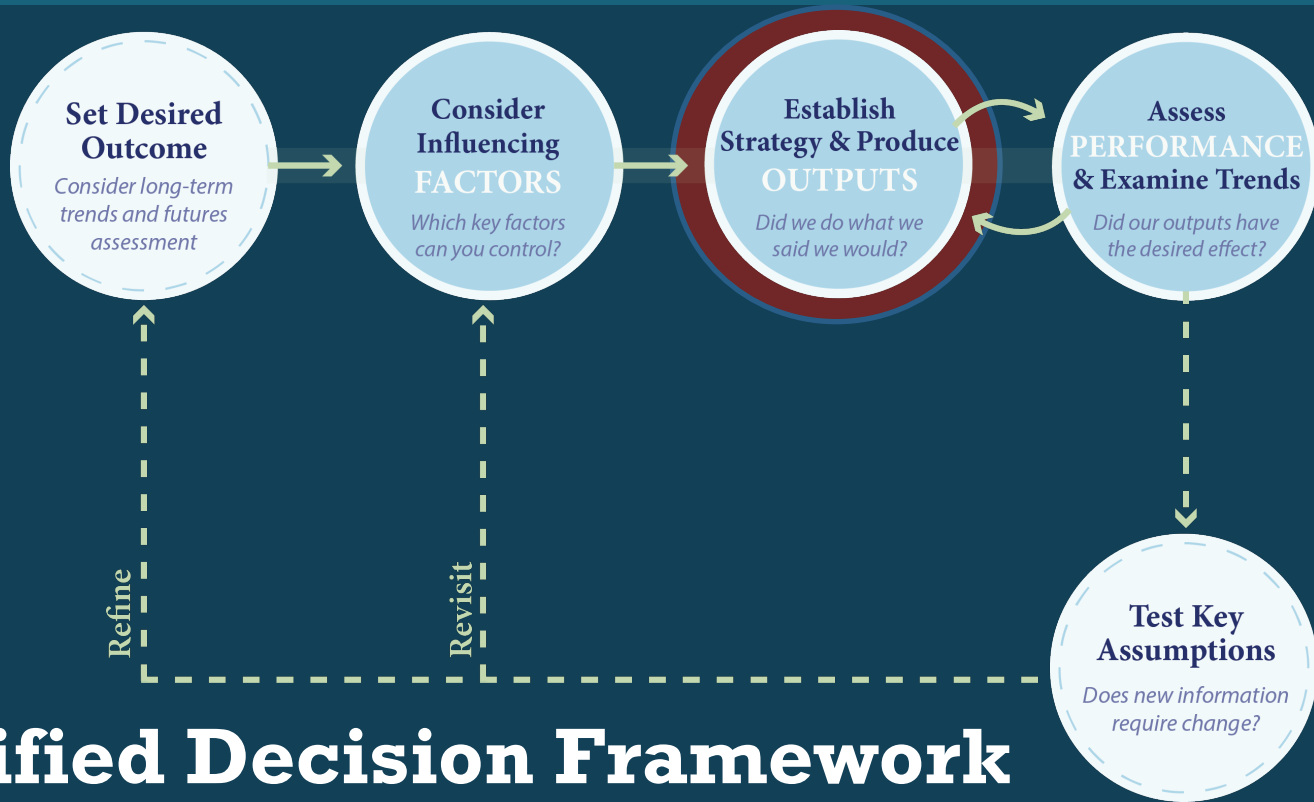 Set Desired
Outcome
Consider long-term
trends and futures
assessment
Consider
Influencing
FACTORS
Which key factors
can you control?
Establish
Strategy & Produce
OUTPUTS
Did we do what we
said we would?
Assess
PERFORMANCE
& Examine Trends
Did our outputs have
the desired effect?
Refine
Revisit
Test Key
Assumptions
Does new information
require change?
ified Decision Framework